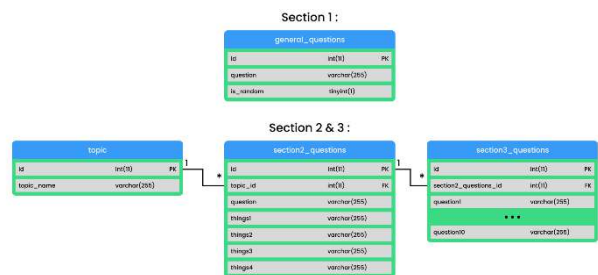 Section 1 :
general_questions
id int(11) PK
question varchar(255)
is_random tinyint(1)
Section 2 & 3 :
topic
id int(11) PK
topic_name varchar(255)
1
*
section2_questions
id int(11) PK
topic_id int(11) FK
question varchar(255)
things1 varchar(255)
things2 varchar(255)
things3 varchar(255)
things4 varchar(255)
1
*
section3_questions
id int(11) PK
section2_questions_id int(11) FK
question1 varchar(255)
•••
question10 varchar(255)